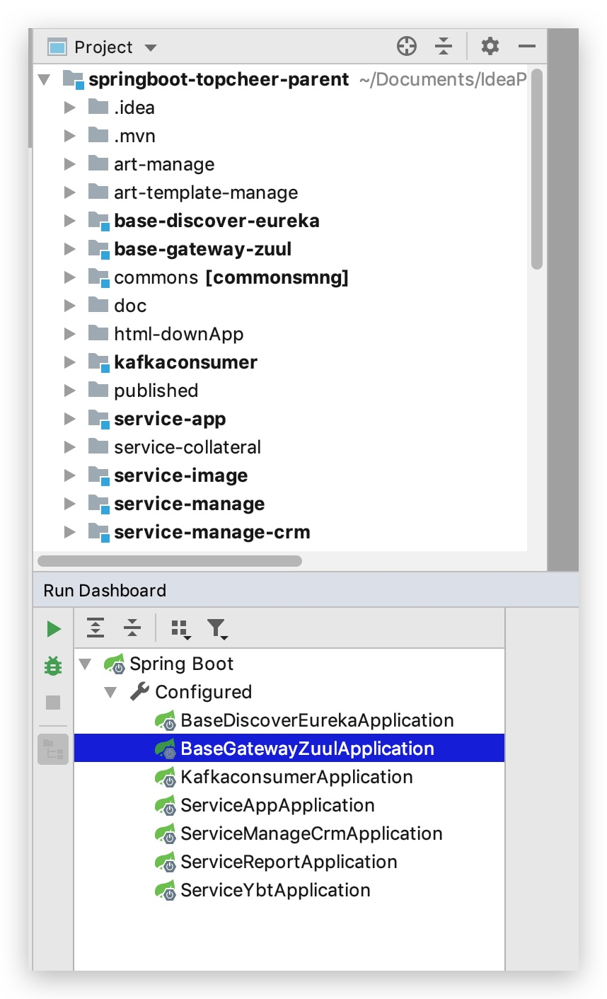 Project
springboot-topcheer-parent ~/Documents/IdeaP
.idea
.mvn
art-manage
art-template-manage
base-discover-eureka
base-gateway-zuul
commons [commonsmng]
doc
html-downApp
kafkaconsumer
published
service-app
service-collateral
service-image
service-manage
service-manage-crm
Run Dashboard
Spring Boot
Configured
BaseDiscoverEurekaApplication
BaseGatewayZuulApplication
KafkaconsumerApplication
ServiceAppApplication
ServiceManageCrmApplication
ServiceReportApplication
ServiceYbtApplication